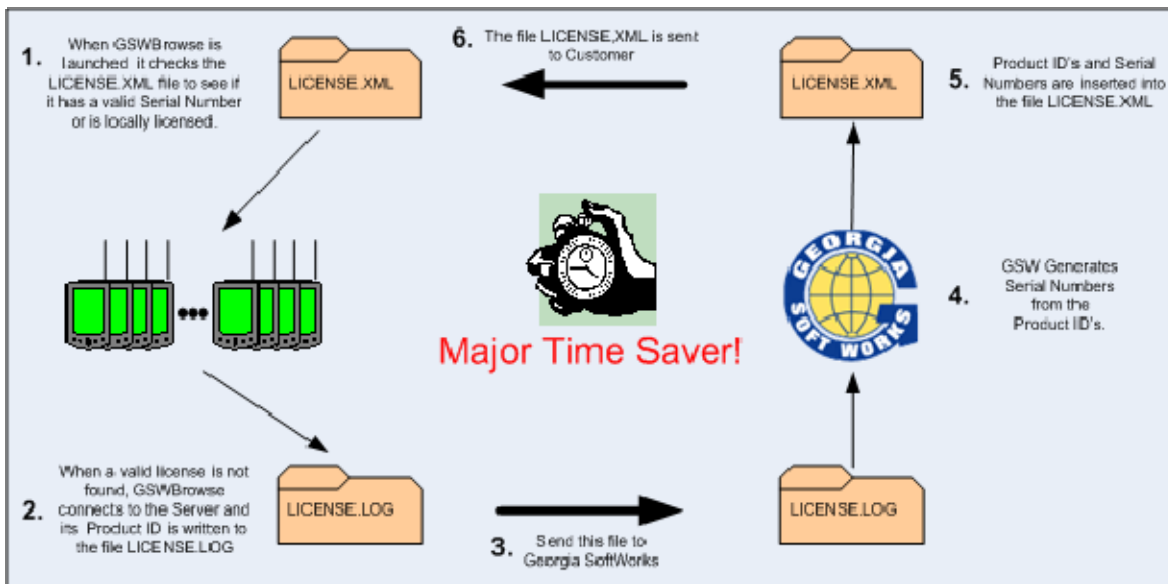 1.
When GSWBrowse is
launched it checks the
LICENSE.XML file to see if
it has a valid Serial Number
or is locally licensed.
LICENSE.XML
6.
The file LICENSE,XML is sent
to Customer
LICENSE.XML
5.
Product ID's and Serial
Numbers are inserted into
the file LICENSE.XML
Major Time Saver!
GEORGIA
SOFT WORKS
4.
GSW Generates
Serial Numbers
from the
Product ID's.
2.
When a valid license is not
found, GSWBrowse
connects to the Server and
its Product ID is written to
the file LICENSE.LOG
LICENSE.LOG
3.
Send this file to
Georgia SoftWorks
LICENSE.LOG